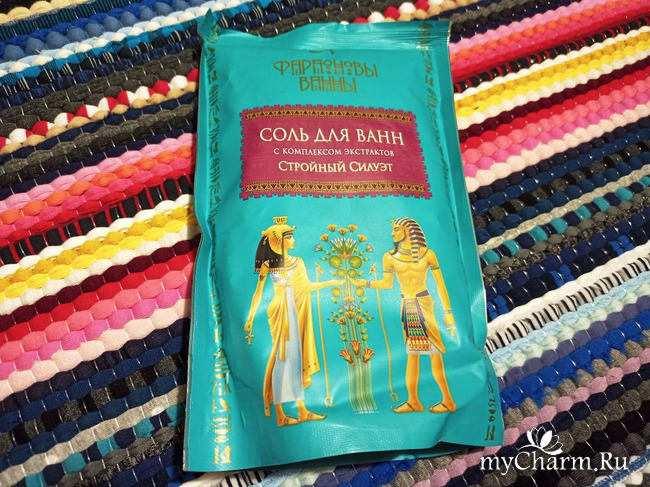 ФАРАОНОВЫ
ВАННЫ
СОЛЬ ДЛЯ ВАНН
С КОМПЛЕКСОМ ЭКСТРАКТОВ
СТРОЙНЫЙ СИЛУЭТ
myCharm.Ru